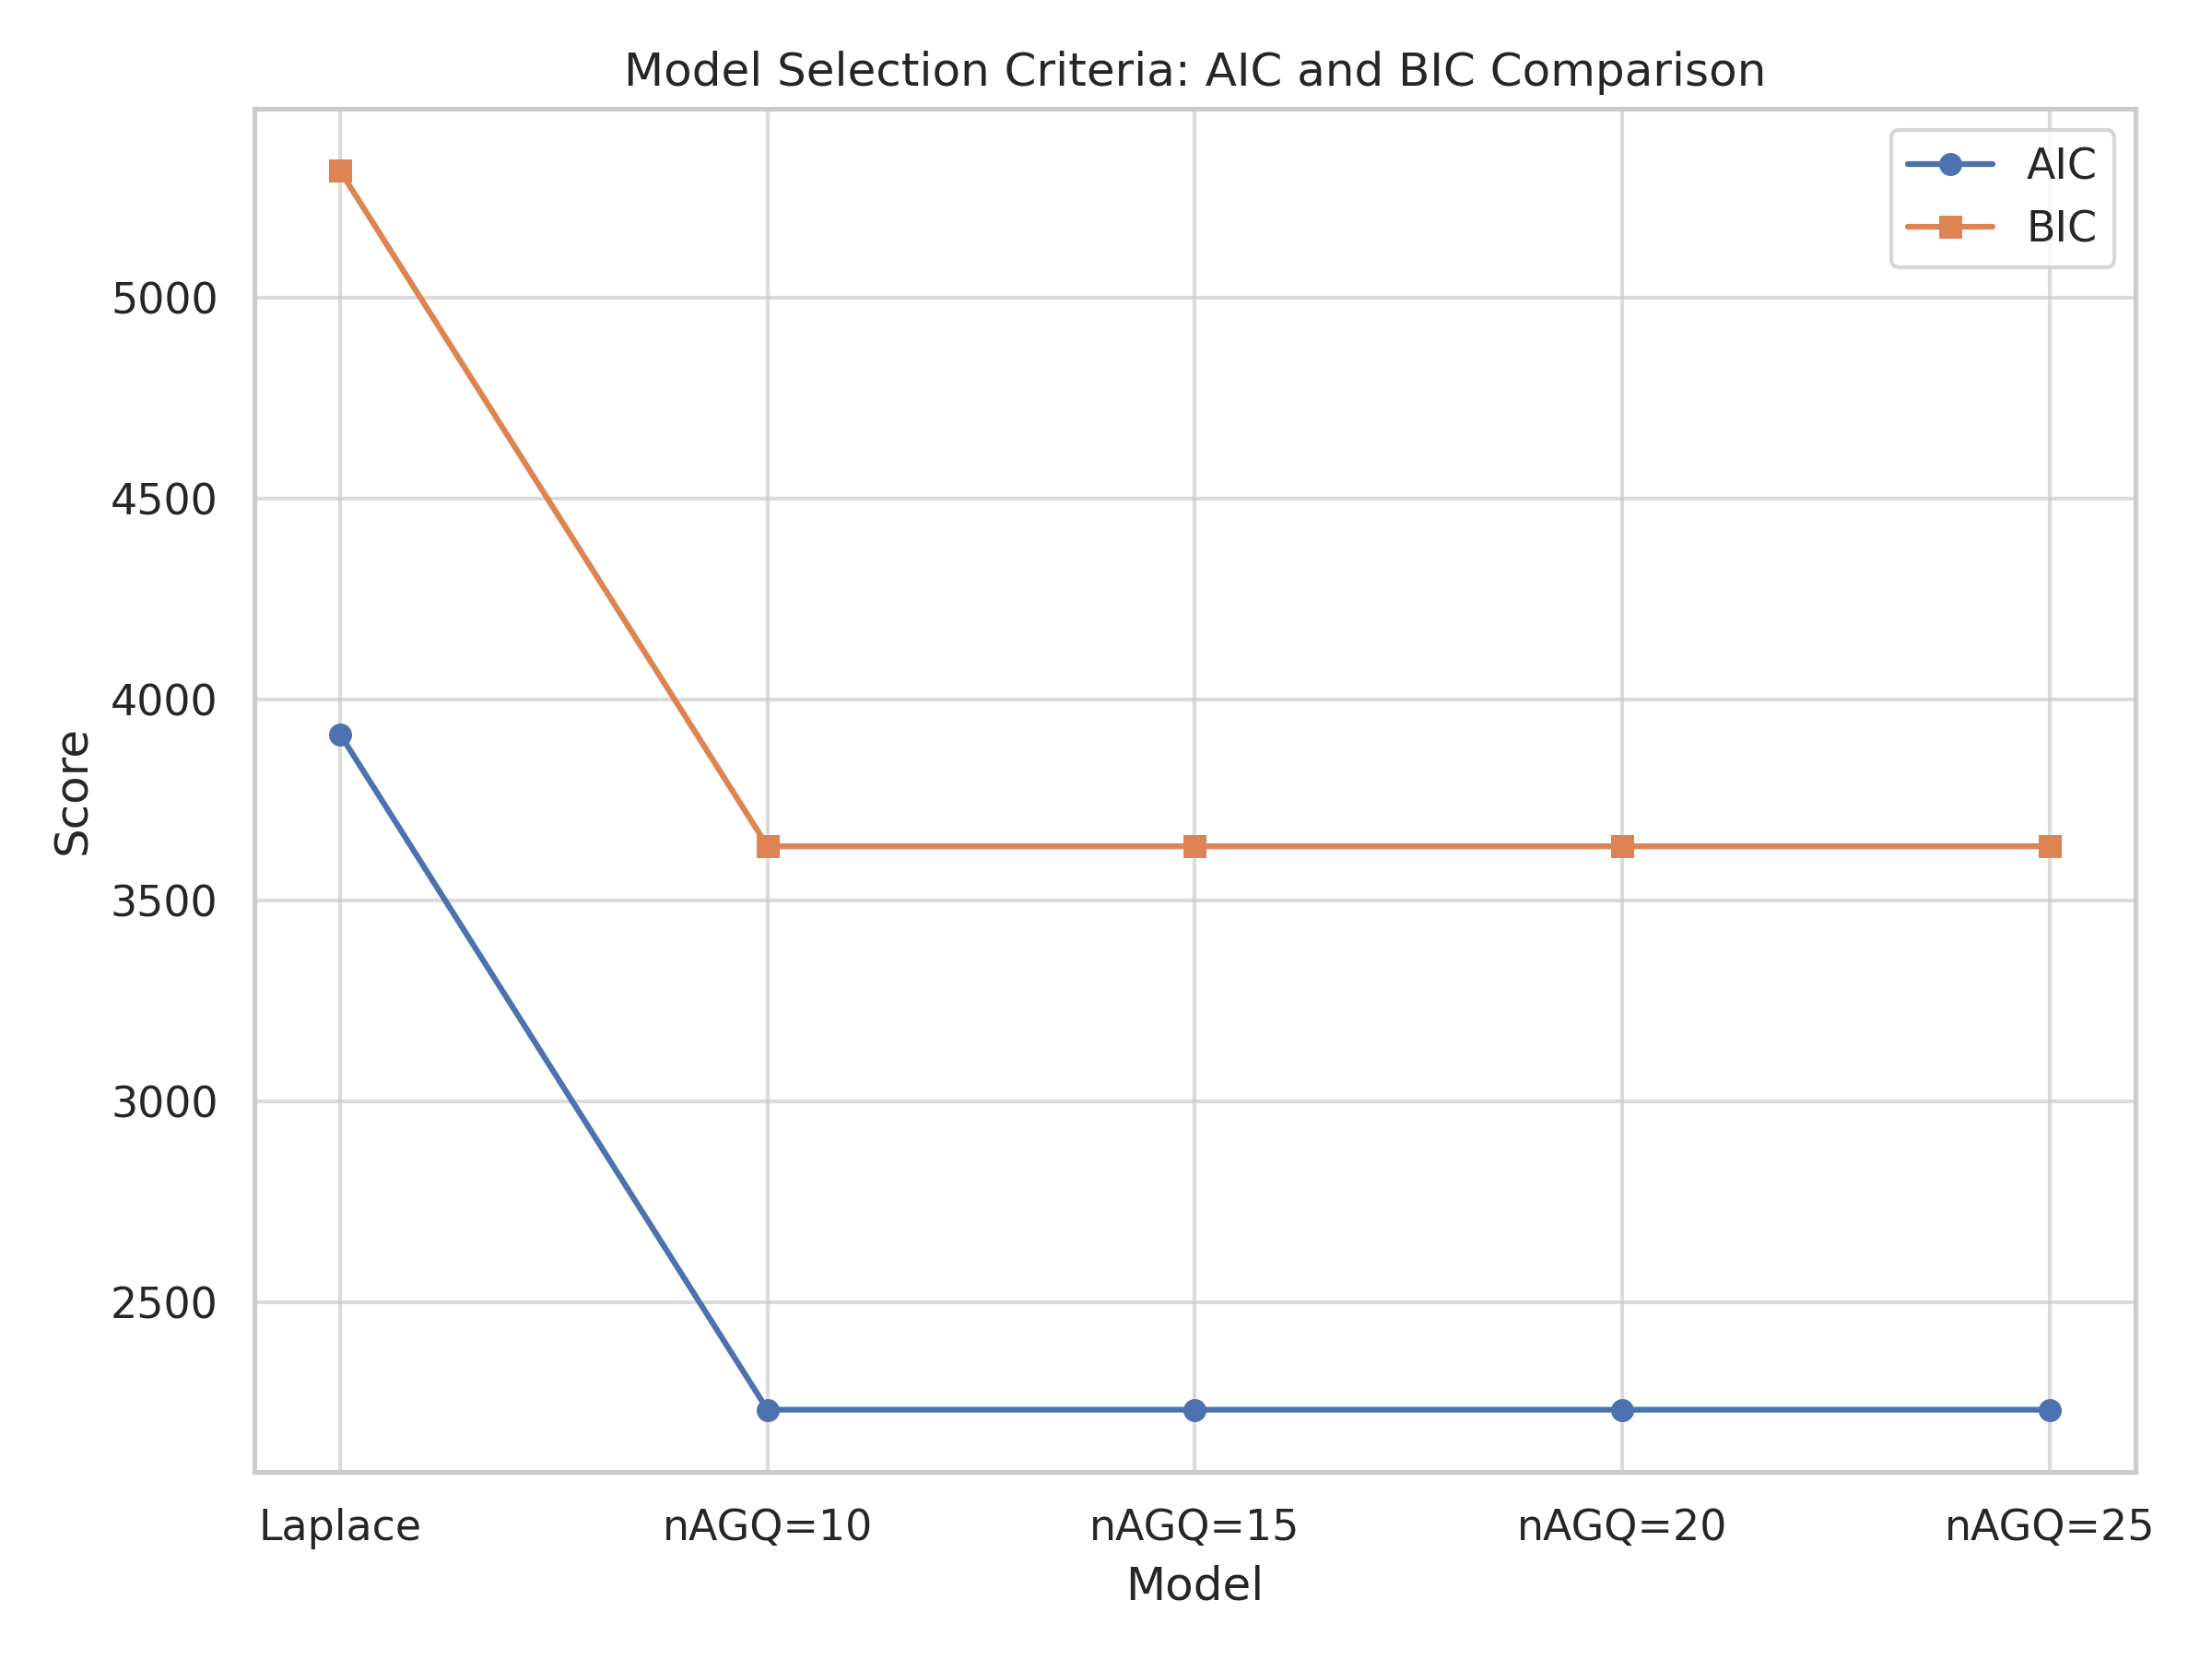 Model Selection Criteria: AIC and BIC Comparison
AIC
BIC
5000
4500
4000
3500
3000
2500
Score
Laplace nAGQ=10 nAGQ=15 nAGQ=20 nAGQ=25
Model